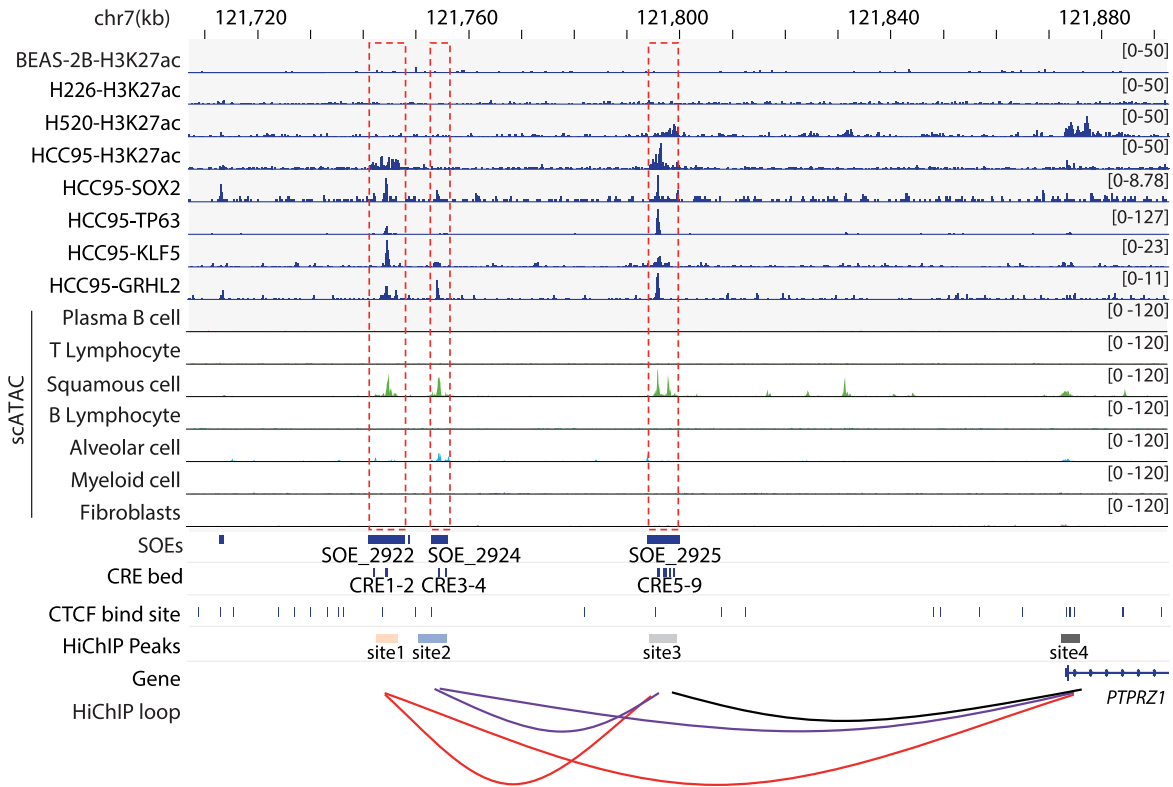 chr7(kb) 121,720 121,760 121,800 121,840 121,880
BEAS-2B-H3K27ac [0-50]
H226-H3K27ac [0-50]
H520-H3K27ac [0-50]
HCC95-H3K27ac [0-50]
HCC95-SOX2 [0-8.78]
HCC95-TP63 [0-127]
HCC95-KLF5 [0-23]
HCC95-GRHL2 [0-11]
scATAC
Plasma B cell [0 -120]
T Lymphocyte [0 -120]
Squamous cell [0 -120]
B Lymphocyte [0 -120]
Alveolar cell [0 -120]
Myeloid cell [0 -120]
Fibroblasts [0 -120]
SOEs
SOE_2922 SOE_2924 SOE_2925
CRE bed
CRE1-2 CRE3-4 CRE5-9
CTCF bind site
HiChIP Peaks
site1 site2 site3 site4
Gene
PTPRZ1
HiChIP loop